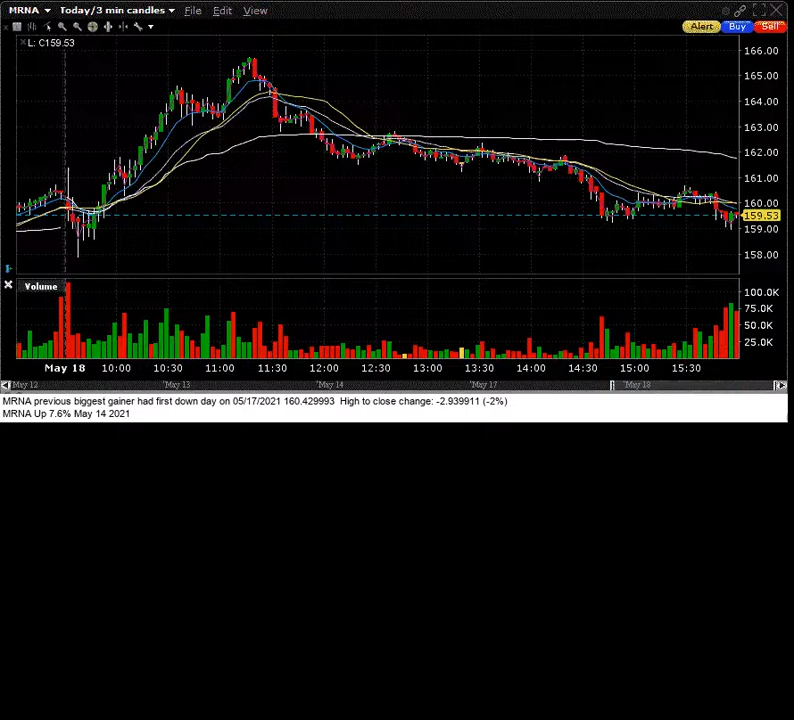 MRNA Today/3 min candles File Edit View
Alert Buy Sell
L: C159.53
166.00
165.00
164.00
163.00
162.00
161.00
160.00
159.53
159.00
158.00
Volume
100.0K
75.0K
50.0K
25.0K
May 18 10:00 10:30 11:00 11:30 12:00 12:30 13:00 13:30 14:00 14:30 15:00 15:30
May 12 May 13 May 14 May 17 May 18
MRNA previous biggest gainer had first down day on 05/17/2021 160.429993 High to close change: -2.939911 (-2%)
MRNA Up 7.6% May 14 2021